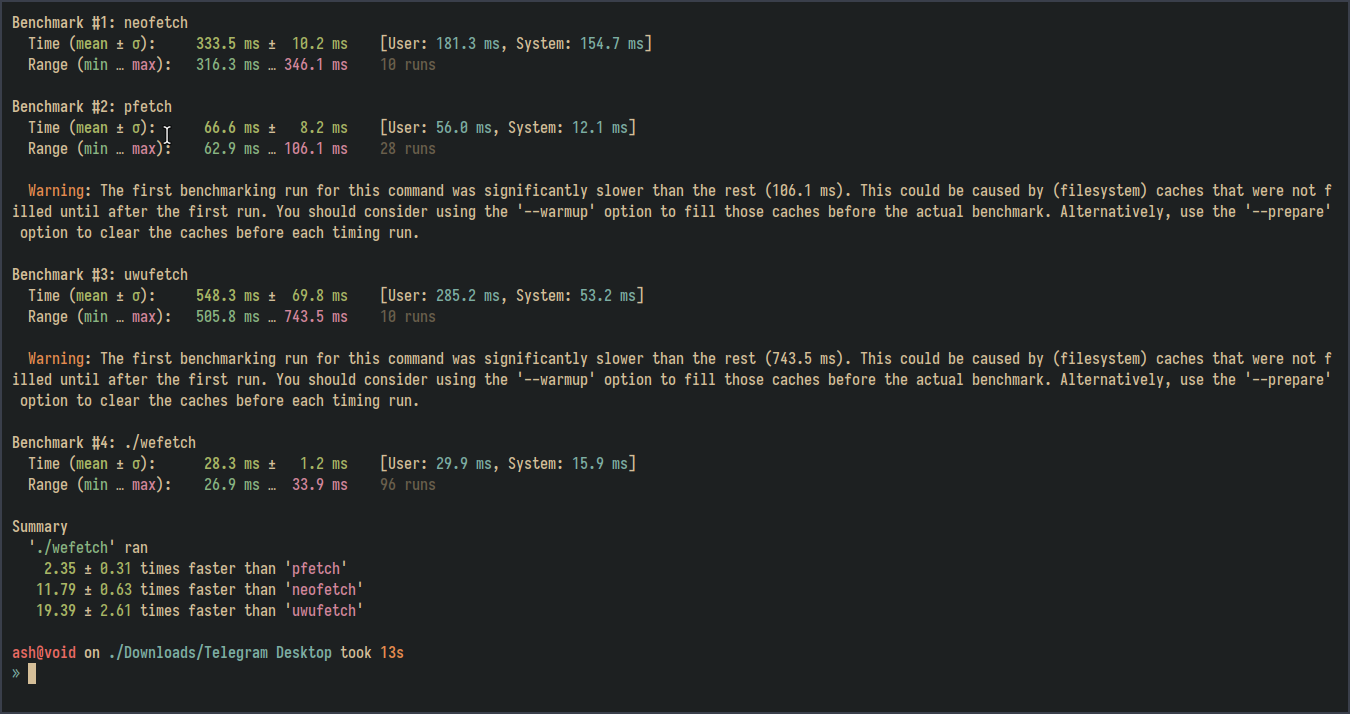 Benchmark #1: neofetch
  Time (mean ± σ):     333.5 ms ±  10.2 ms    [User: 181.3 ms, System: 154.7 ms]
  Range (min … max):   316.3 ms … 346.1 ms    10 runs

Benchmark #2: pfetch
  Time (mean ± σ):      66.6 ms ±   8.2 ms    [User: 56.0 ms, System: 12.1 ms]
  Range (min … max):    62.9 ms … 106.1 ms    28 runs

  Warning: The first benchmarking run for this command was significantly slower than the rest (106.1 ms). This could be caused by (filesystem) caches that were not f
illed until after the first run. You should consider using the '--warmup' option to fill those caches before the actual benchmark. Alternatively, use the '--prepare'
 option to clear the caches before each timing run.

Benchmark #3: uwufetch
  Time (mean ± σ):     548.3 ms ±  69.8 ms    [User: 285.2 ms, System: 53.2 ms]
  Range (min … max):   505.8 ms … 743.5 ms    10 runs

  Warning: The first benchmarking run for this command was significantly slower than the rest (743.5 ms). This could be caused by (filesystem) caches that were not f
illed until after the first run. You should consider using the '--warmup' option to fill those caches before the actual benchmark. Alternatively, use the '--prepare'
 option to clear the caches before each timing run.

Benchmark #4: ./wefetch
  Time (mean ± σ):      28.3 ms ±   1.2 ms    [User: 29.9 ms, System: 15.9 ms]
  Range (min … max):    26.9 ms …  33.9 ms    96 runs

Summary
  './wefetch' ran
    2.35 ± 0.31 times faster than 'pfetch'
   11.79 ± 0.63 times faster than 'neofetch'
   19.39 ± 2.61 times faster than 'uwufetch'

ash@void on ./Downloads/Telegram Desktop took 13s
»